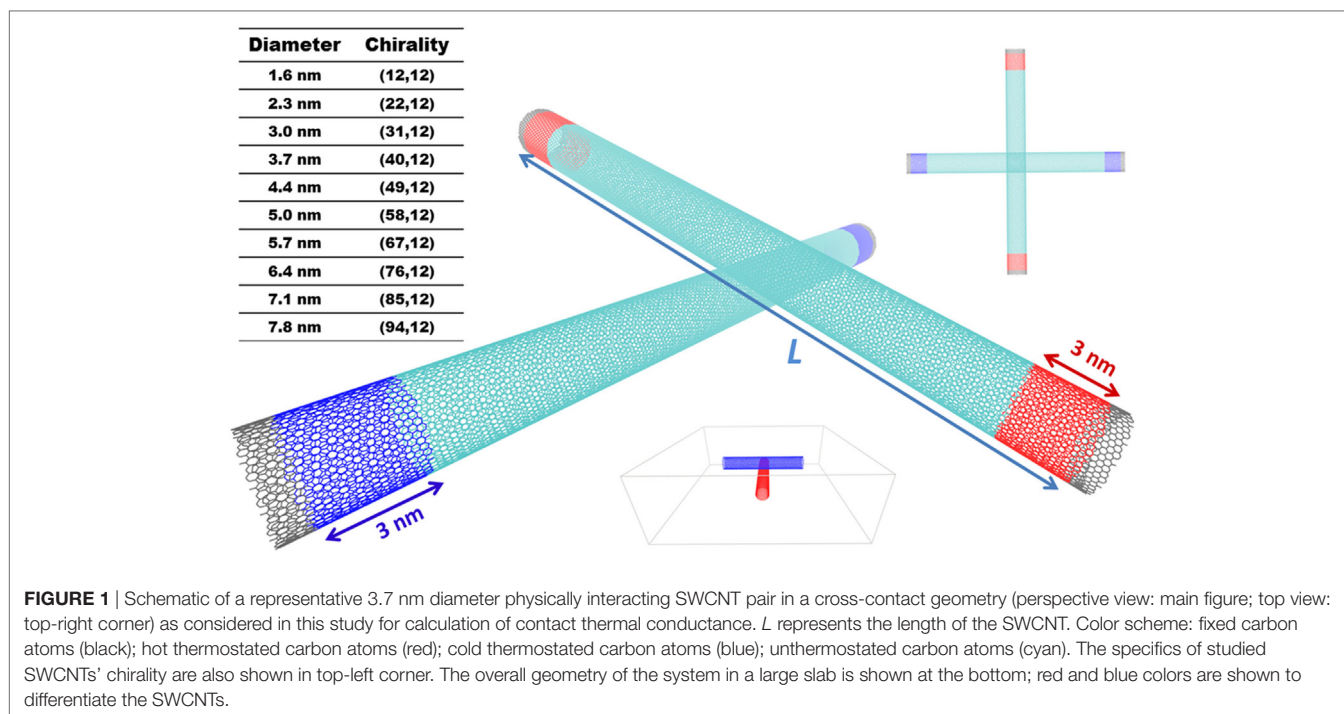 Diameter Chirality
1.6 nm (12,12)
2.3 nm (22,12)
3.0 nm (31,12)
3.7 nm (40,12)
4.4 nm (49,12)
5.0 nm (58,12)
5.7 nm (67,12)
6.4 nm (76,12)
7.1 nm (85,12)
7.8 nm (94,12)
L
3 nm
3 nm
FIGURE 1 | Schematic of a representative 3.7 nm diameter physically interacting SWCNT pair in a cross-contact geometry (perspective view: main figure; top view:
top-right corner) as considered in this study for calculation of contact thermal conductance. L represents the length of the SWCNT. Color scheme: fixed carbon
atoms (black); hot thermostated carbon atoms (red); cold thermostated carbon atoms (blue); unthermostated carbon atoms (cyan). The specifics of studied
SWCNTs' chirality are also shown in top-left corner. The overall geometry of the system in a large slab is shown at the bottom; red and blue colors are shown to
differentiate the SWCNTs.